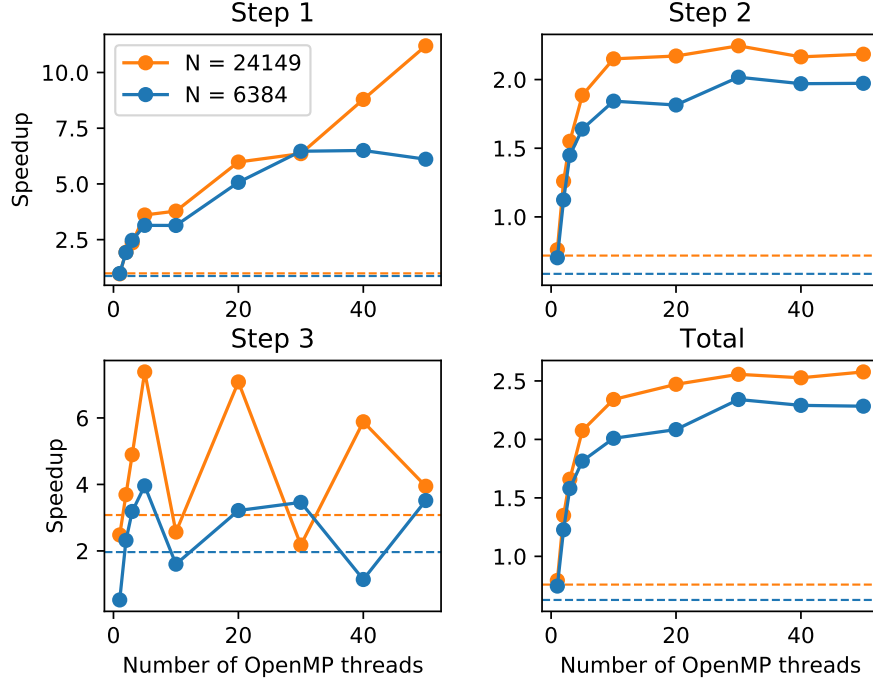 Step 1
Step 2
10.0
7.5
5.0
2.5
Speedup
N = 24149
N = 6384
0
20
40
2.0
1.5
1.0
0
20
40
Step 3
Total
6
4
2
Speedup
0
20
40
Number of OpenMP threads
2.5
2.0
1.5
1.0
0
20
40
Number of OpenMP threads